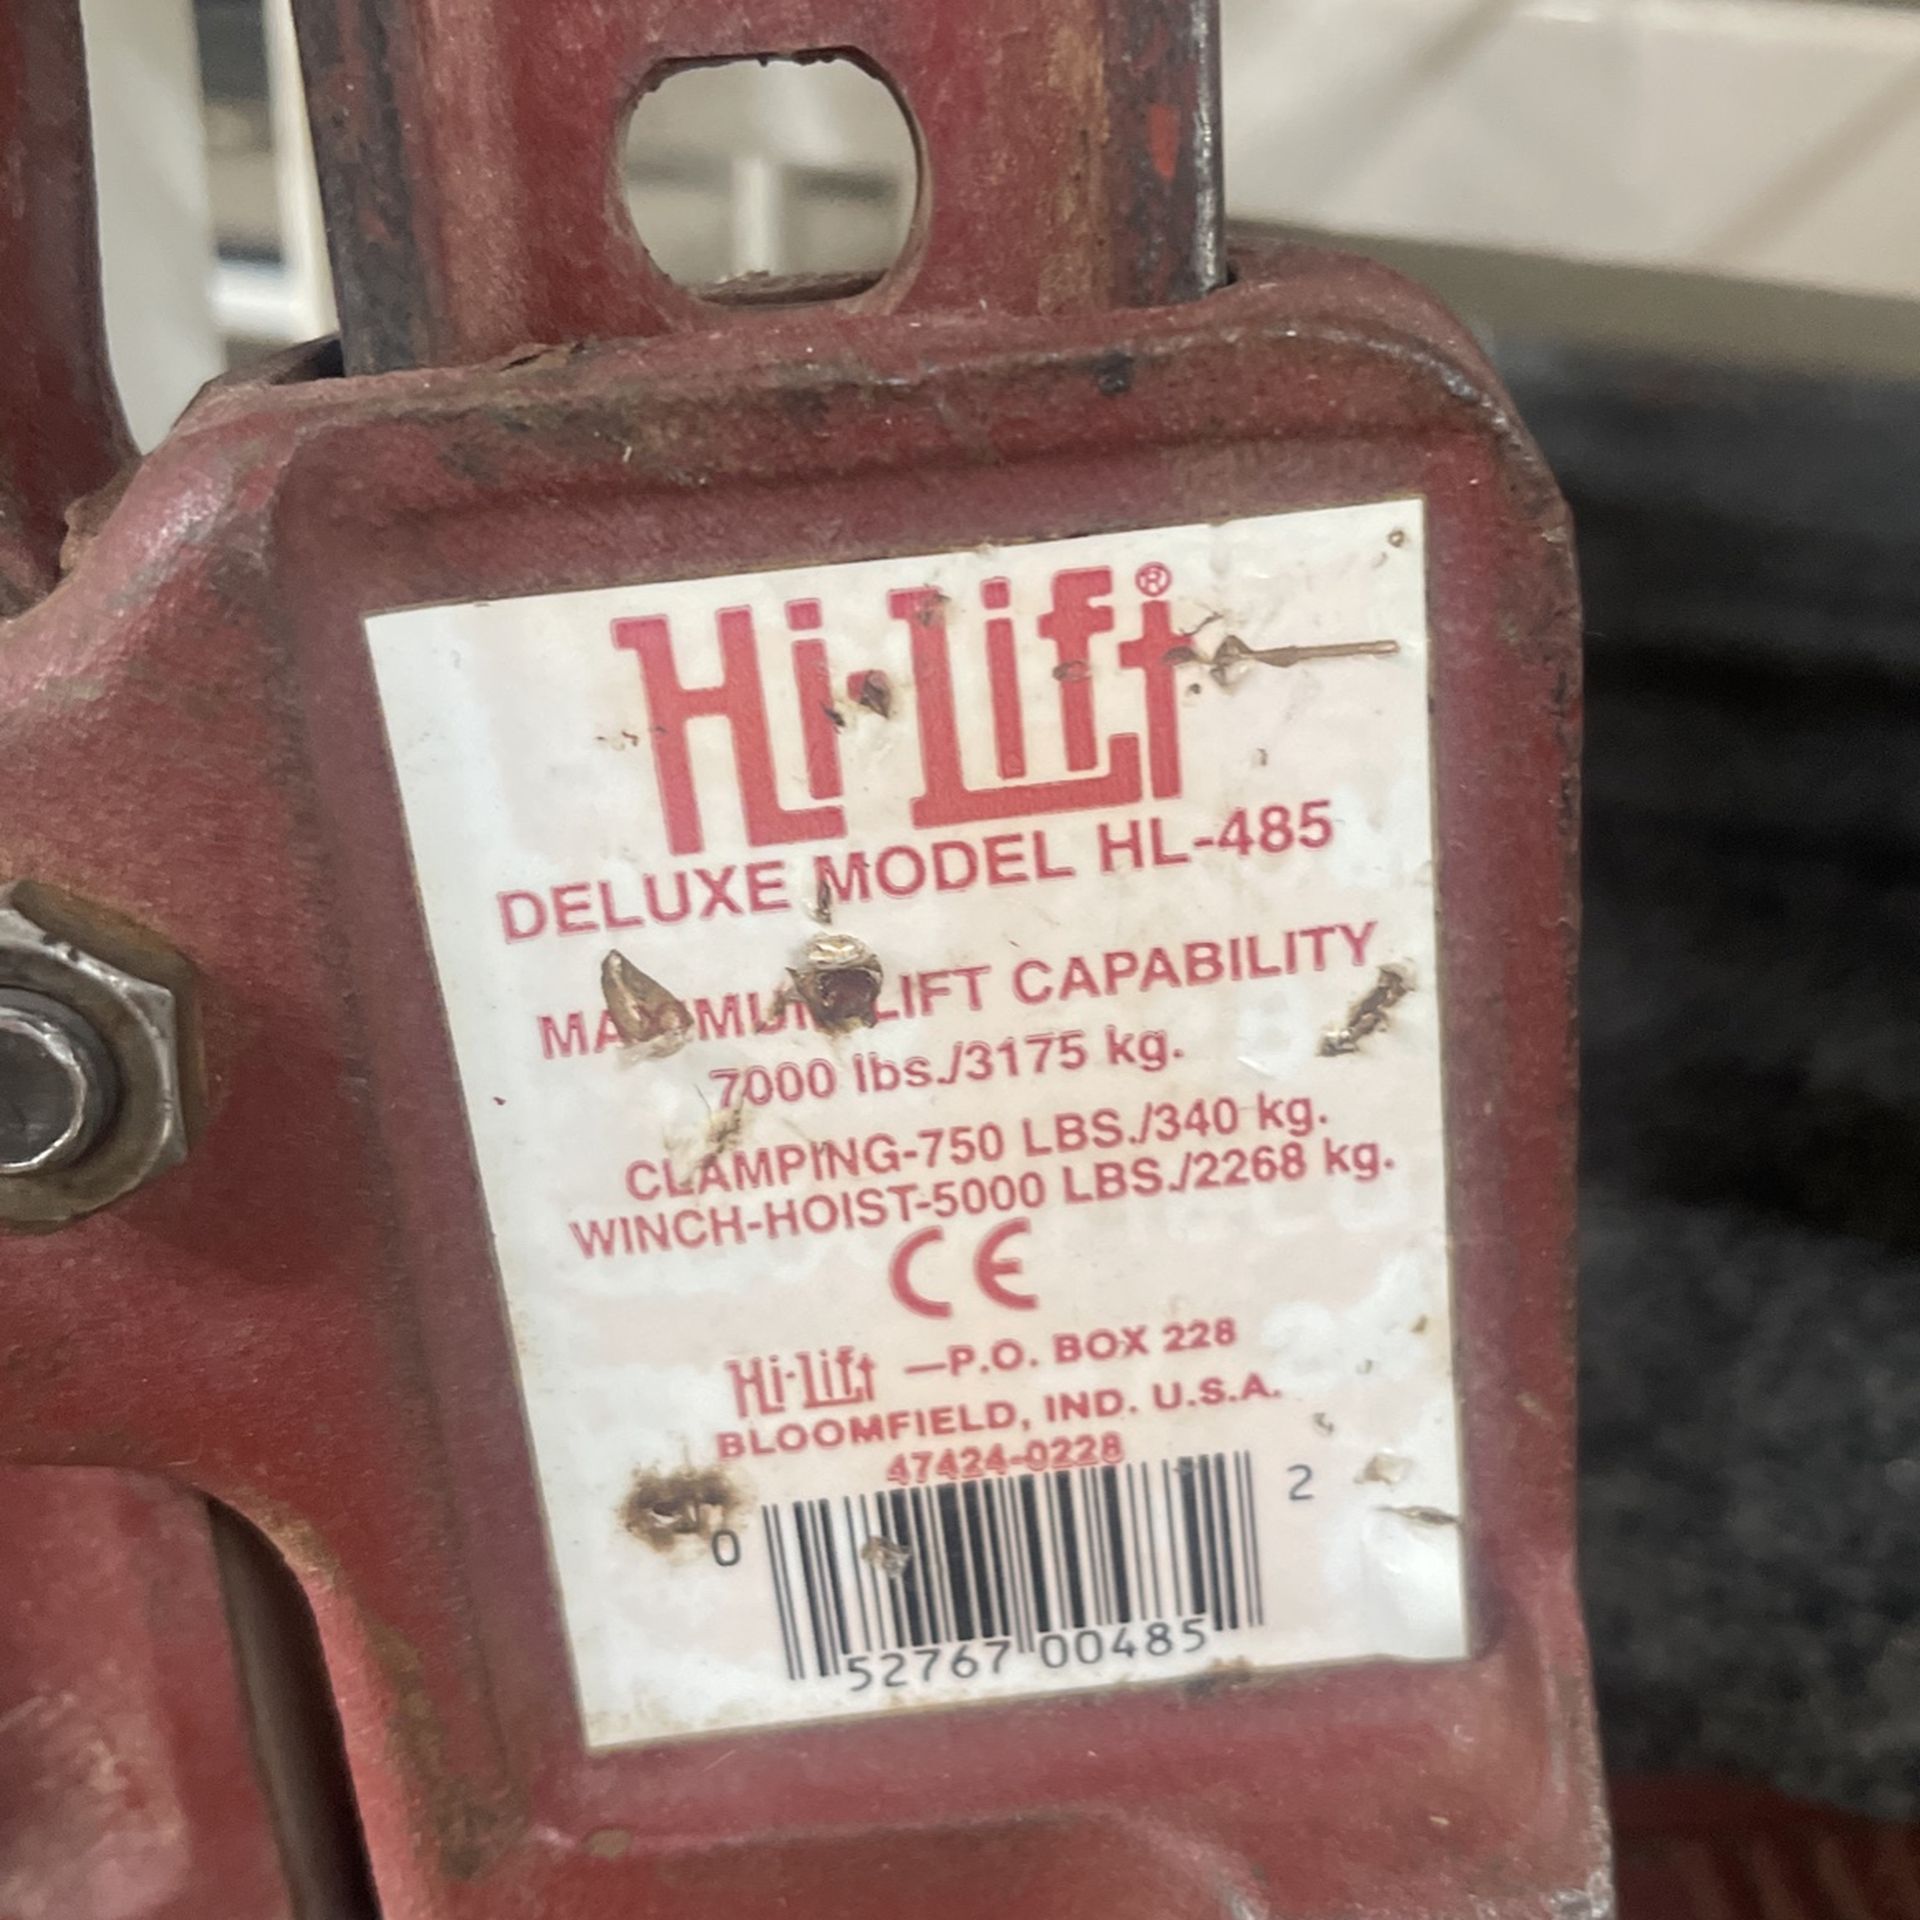 Hi-Lift®
DELUXE MODEL HL-485
MAXIMUM LIFT CAPABILITY
7000 lbs./3175 kg.
CLAMPING-750 LBS./340 kg.
WINCH-HOIST-5000 LBS./2268 kg.
CE
Hi-Lift —P.O. BOX 228
BLOOMFIELD, IND. U.S.A.
47424-0228
0 52767 00485 2